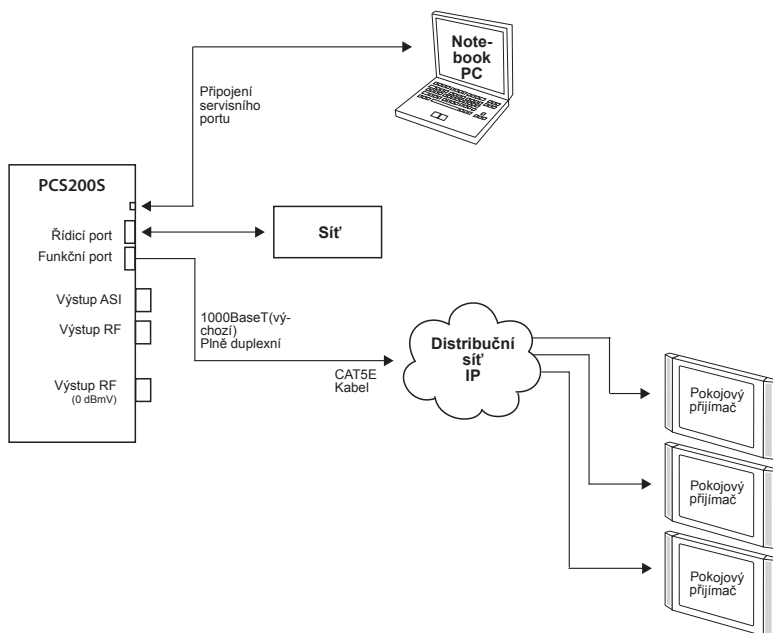 Note-
book
PC
Připojení
servisního
portu
PCS200S
Řídicí port
Síť
Funkční port
Výstup ASI
Výstup RF
Výstup RF
(0 dBmV)
1000BaseT(vý-
chozí)
Plně duplexní
CAT5E
Kabel
Distribuční
síť
IP
Pokojový
přijímač
Pokojový
přijímač
Pokojový
přijímač